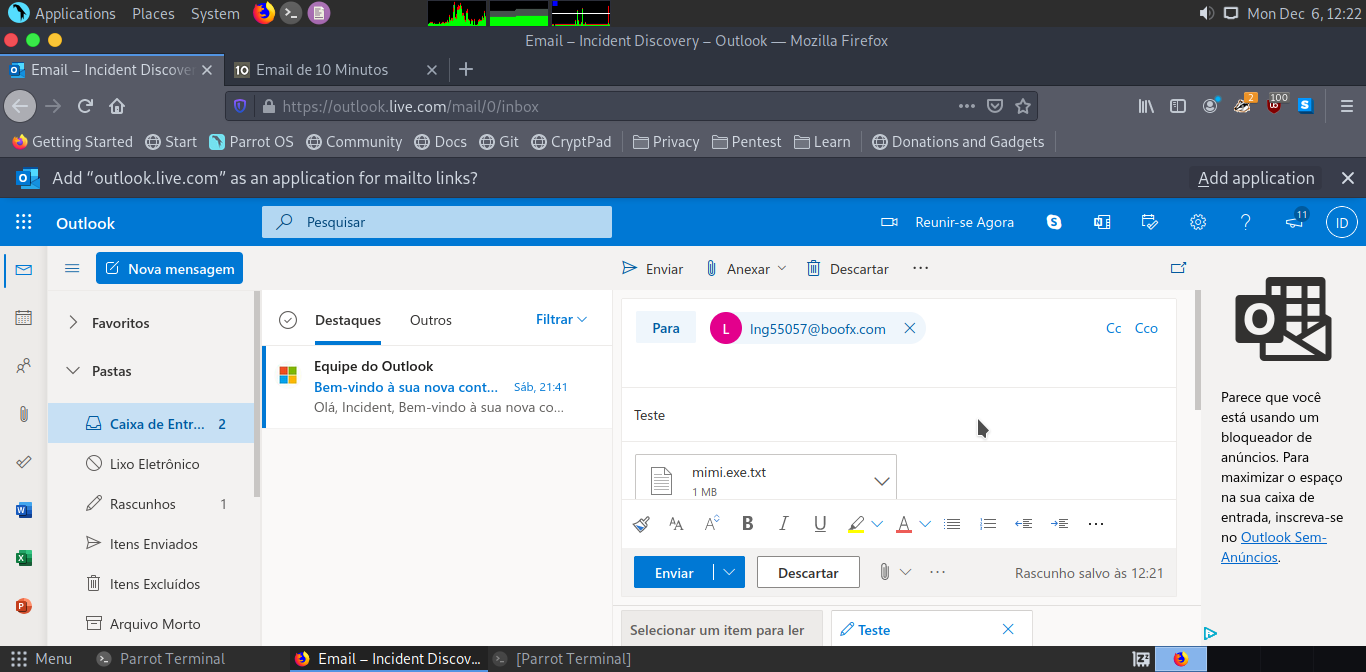 Applications Places System Mon Dec 6, 12:22
Email – Incident Discovery – Outlook — Mozilla Firefox
Email – Incident Discove 10 Email de 10 Minutos
https://outlook.live.com/mail/0/inbox 2 100 S
Getting Started Start Parrot OS Community Docs Git CryptPad Privacy Pentest Learn Donations and Gadgets
Add “outlook.live.com” as an application for mailto links? Add application
Outlook Pesquisar Reunir-se Agora 11 ID
Nova mensagem Enviar Anexar Descartar
Favoritos
Pastas
Caixa de Entr... 2
Lixo Eletrônico
Rascunhos 1
Itens Enviados
Itens Excluídos
Arquivo Morto
Destaques Outros Filtrar
Equipe do Outlook
Bem-vindo à sua nova cont... Sáb, 21:41
Olá, Incident, Bem-vindo à sua nova co...
Para L lng55057@boofx.com Cc Cco
Teste
mimi.exe.txt
1 MB
Enviar Descartar Rascunho salvo às 12:21
Selecionar um item para ler Teste
Parece que você
está usando um
bloqueador de
anúncios. Para
maximizar o espaço
na sua caixa de
entrada, inscreva-se
no Outlook Sem-
Anúncios.
Menu Parrot Terminal Email – Incident Discov... [Parrot Terminal]